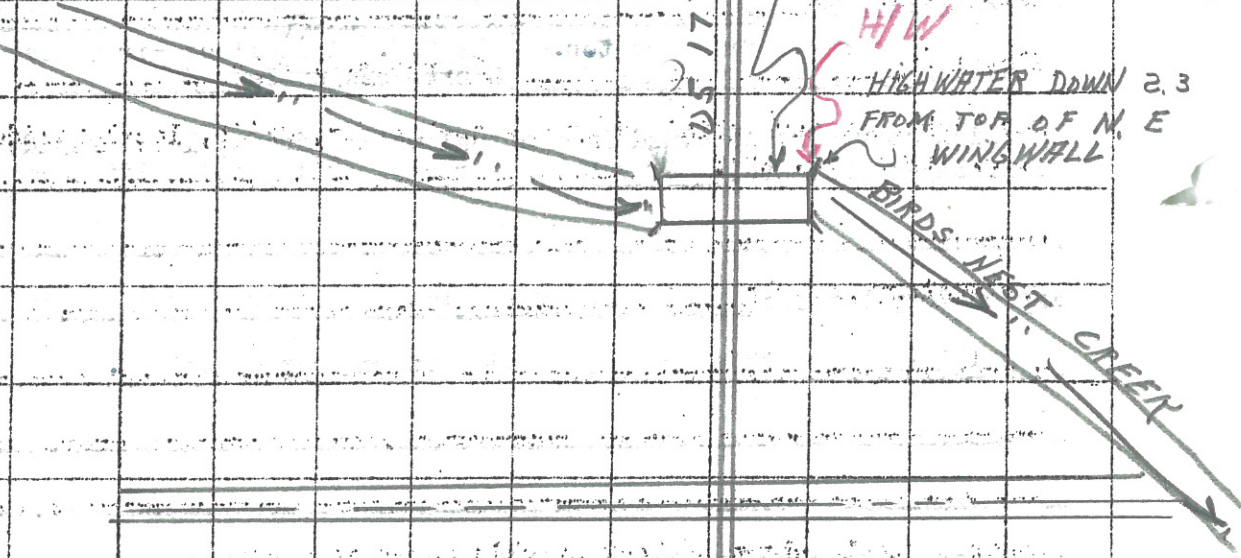 H/W
US 17
HIGHWATER DOWN 2.3
FROM TOP OF N. E
WINGWALL
BIRDS NEST CREEK